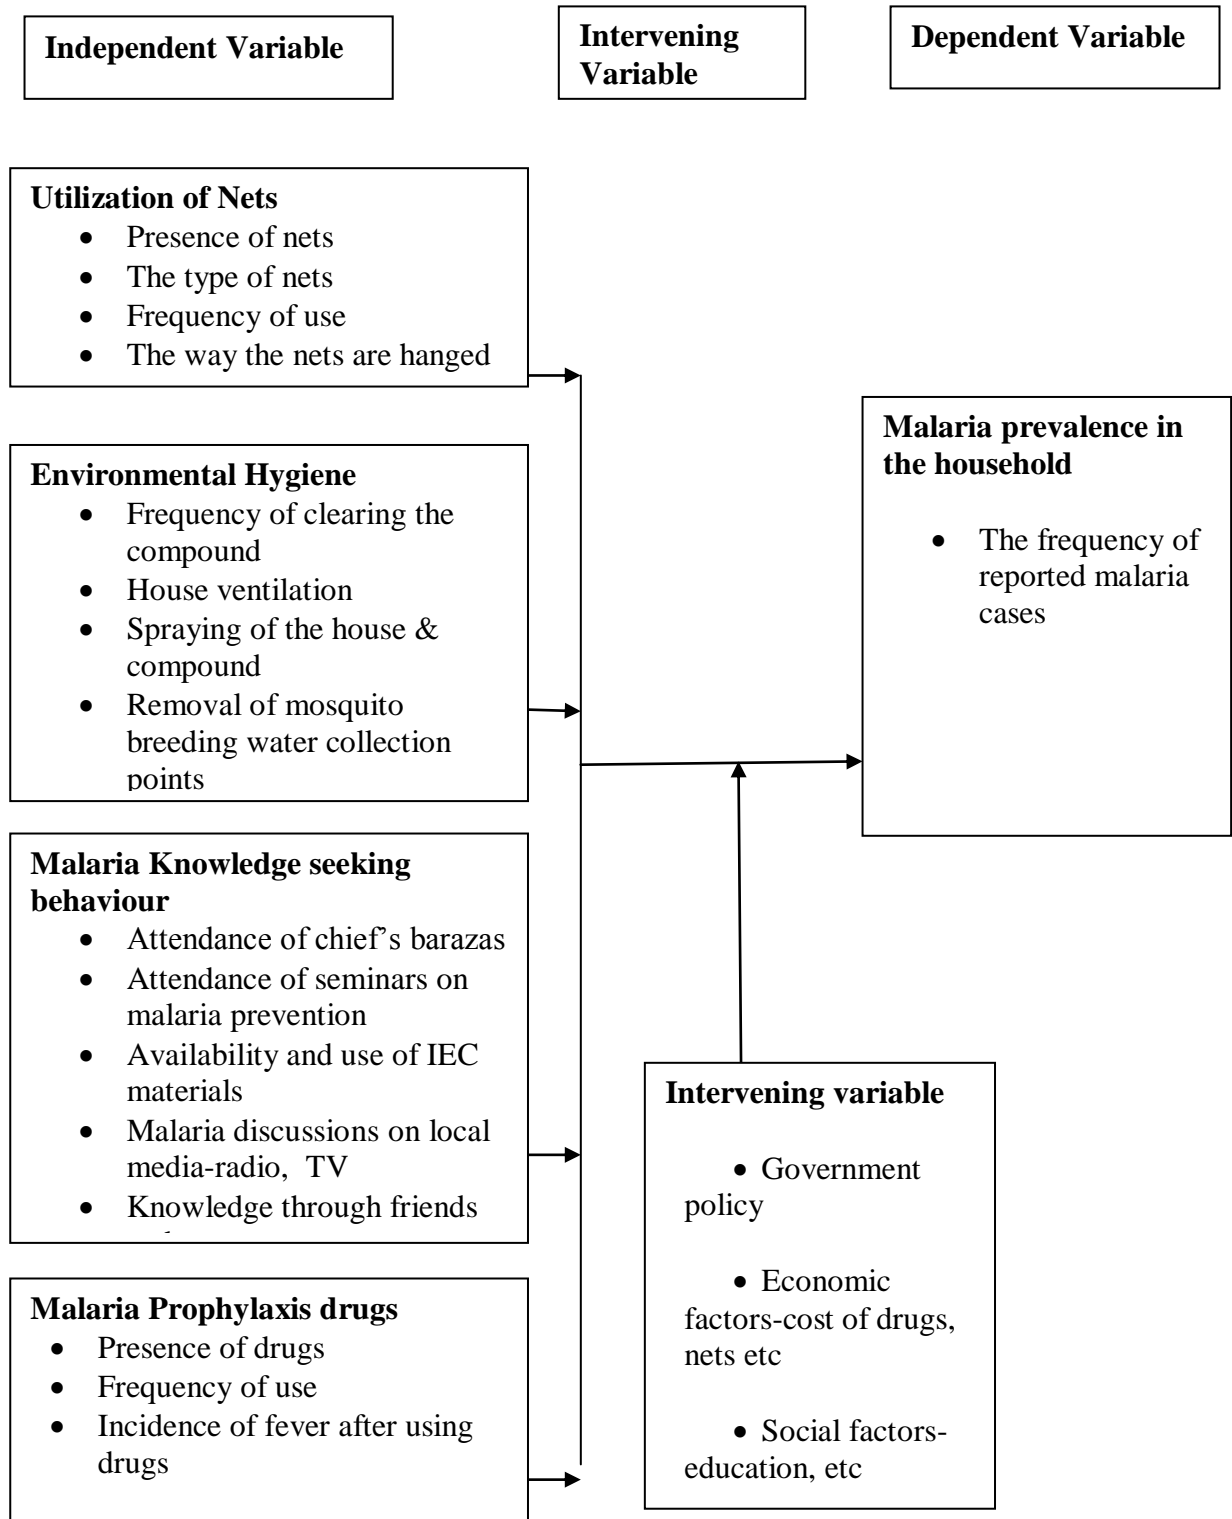 Independent Variable
Intervening
Variable
Dependent Variable
Utilization of Nets
• Presence of nets
• The type of nets
• Frequency of use
• The way the nets are hanged
Environmental Hygiene
• Frequency of clearing the
compound
• House ventilation
• Spraying of the house &
compound
• Removal of mosquito
breeding water collection
points
Malaria Knowledge seeking
behaviour
• Attendance of chief’s barazas
• Attendance of seminars on
malaria prevention
• Availability and use of IEC
materials
• Malaria discussions on local
media-radio, TV
• Knowledge through friends
Malaria Prophylaxis drugs
• Presence of drugs
• Frequency of use
• Incidence of fever after using
drugs
Malaria prevalence in
the household
• The frequency of
reported malaria
cases
Intervening variable
• Government
policy
• Economic
factors-cost of drugs,
nets etc
• Social factors-
education, etc